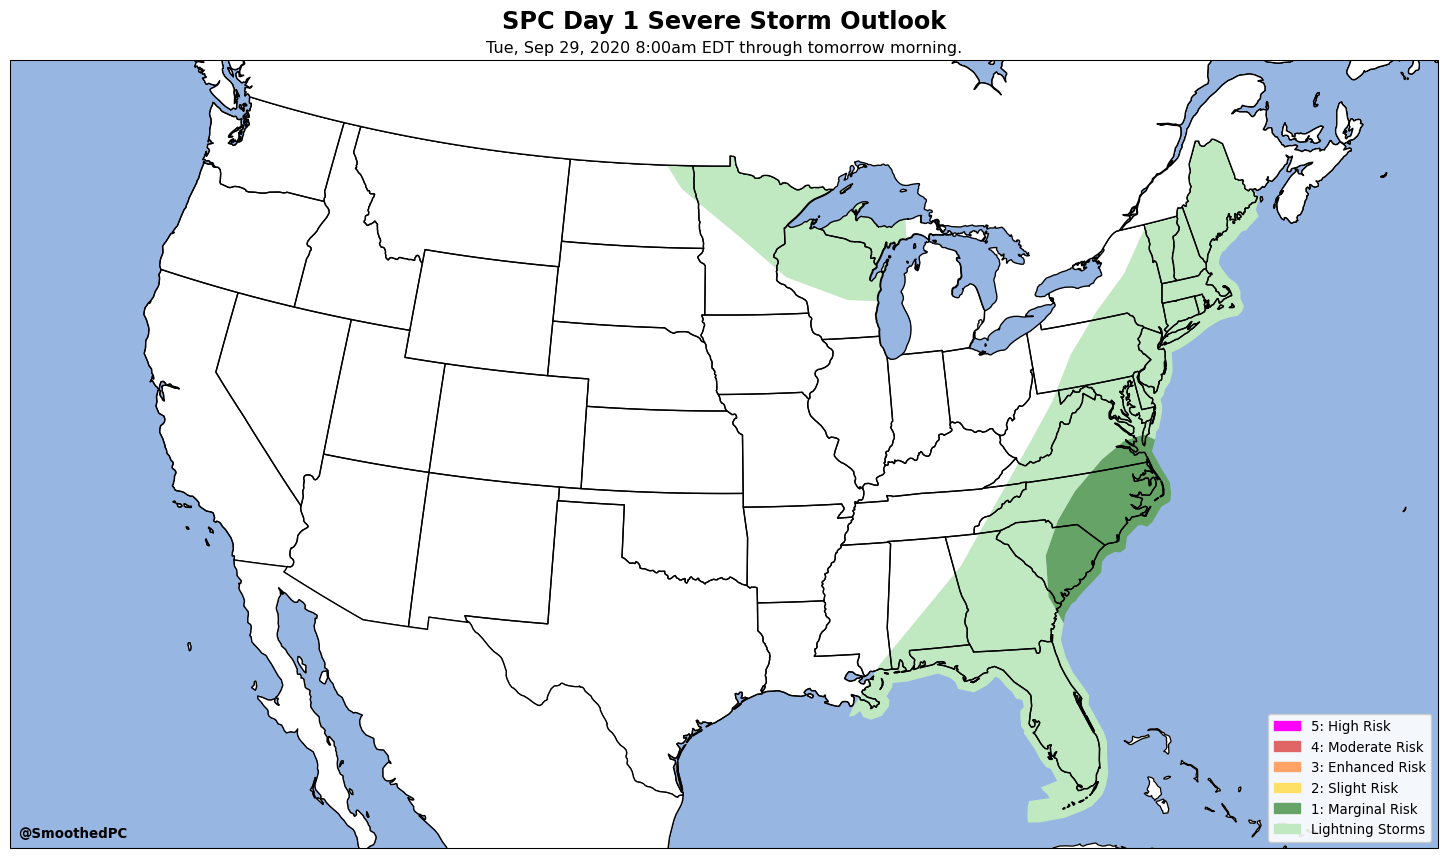 SPC Day 1 Severe Storm Outlook
Tue, Sep 29, 2020 8:00am EDT through tomorrow morning.
5: High Risk
4: Moderate Risk
3: Enhanced Risk
2: Slight Risk
1: Marginal Risk
Lightning Storms
@SmoothedPC